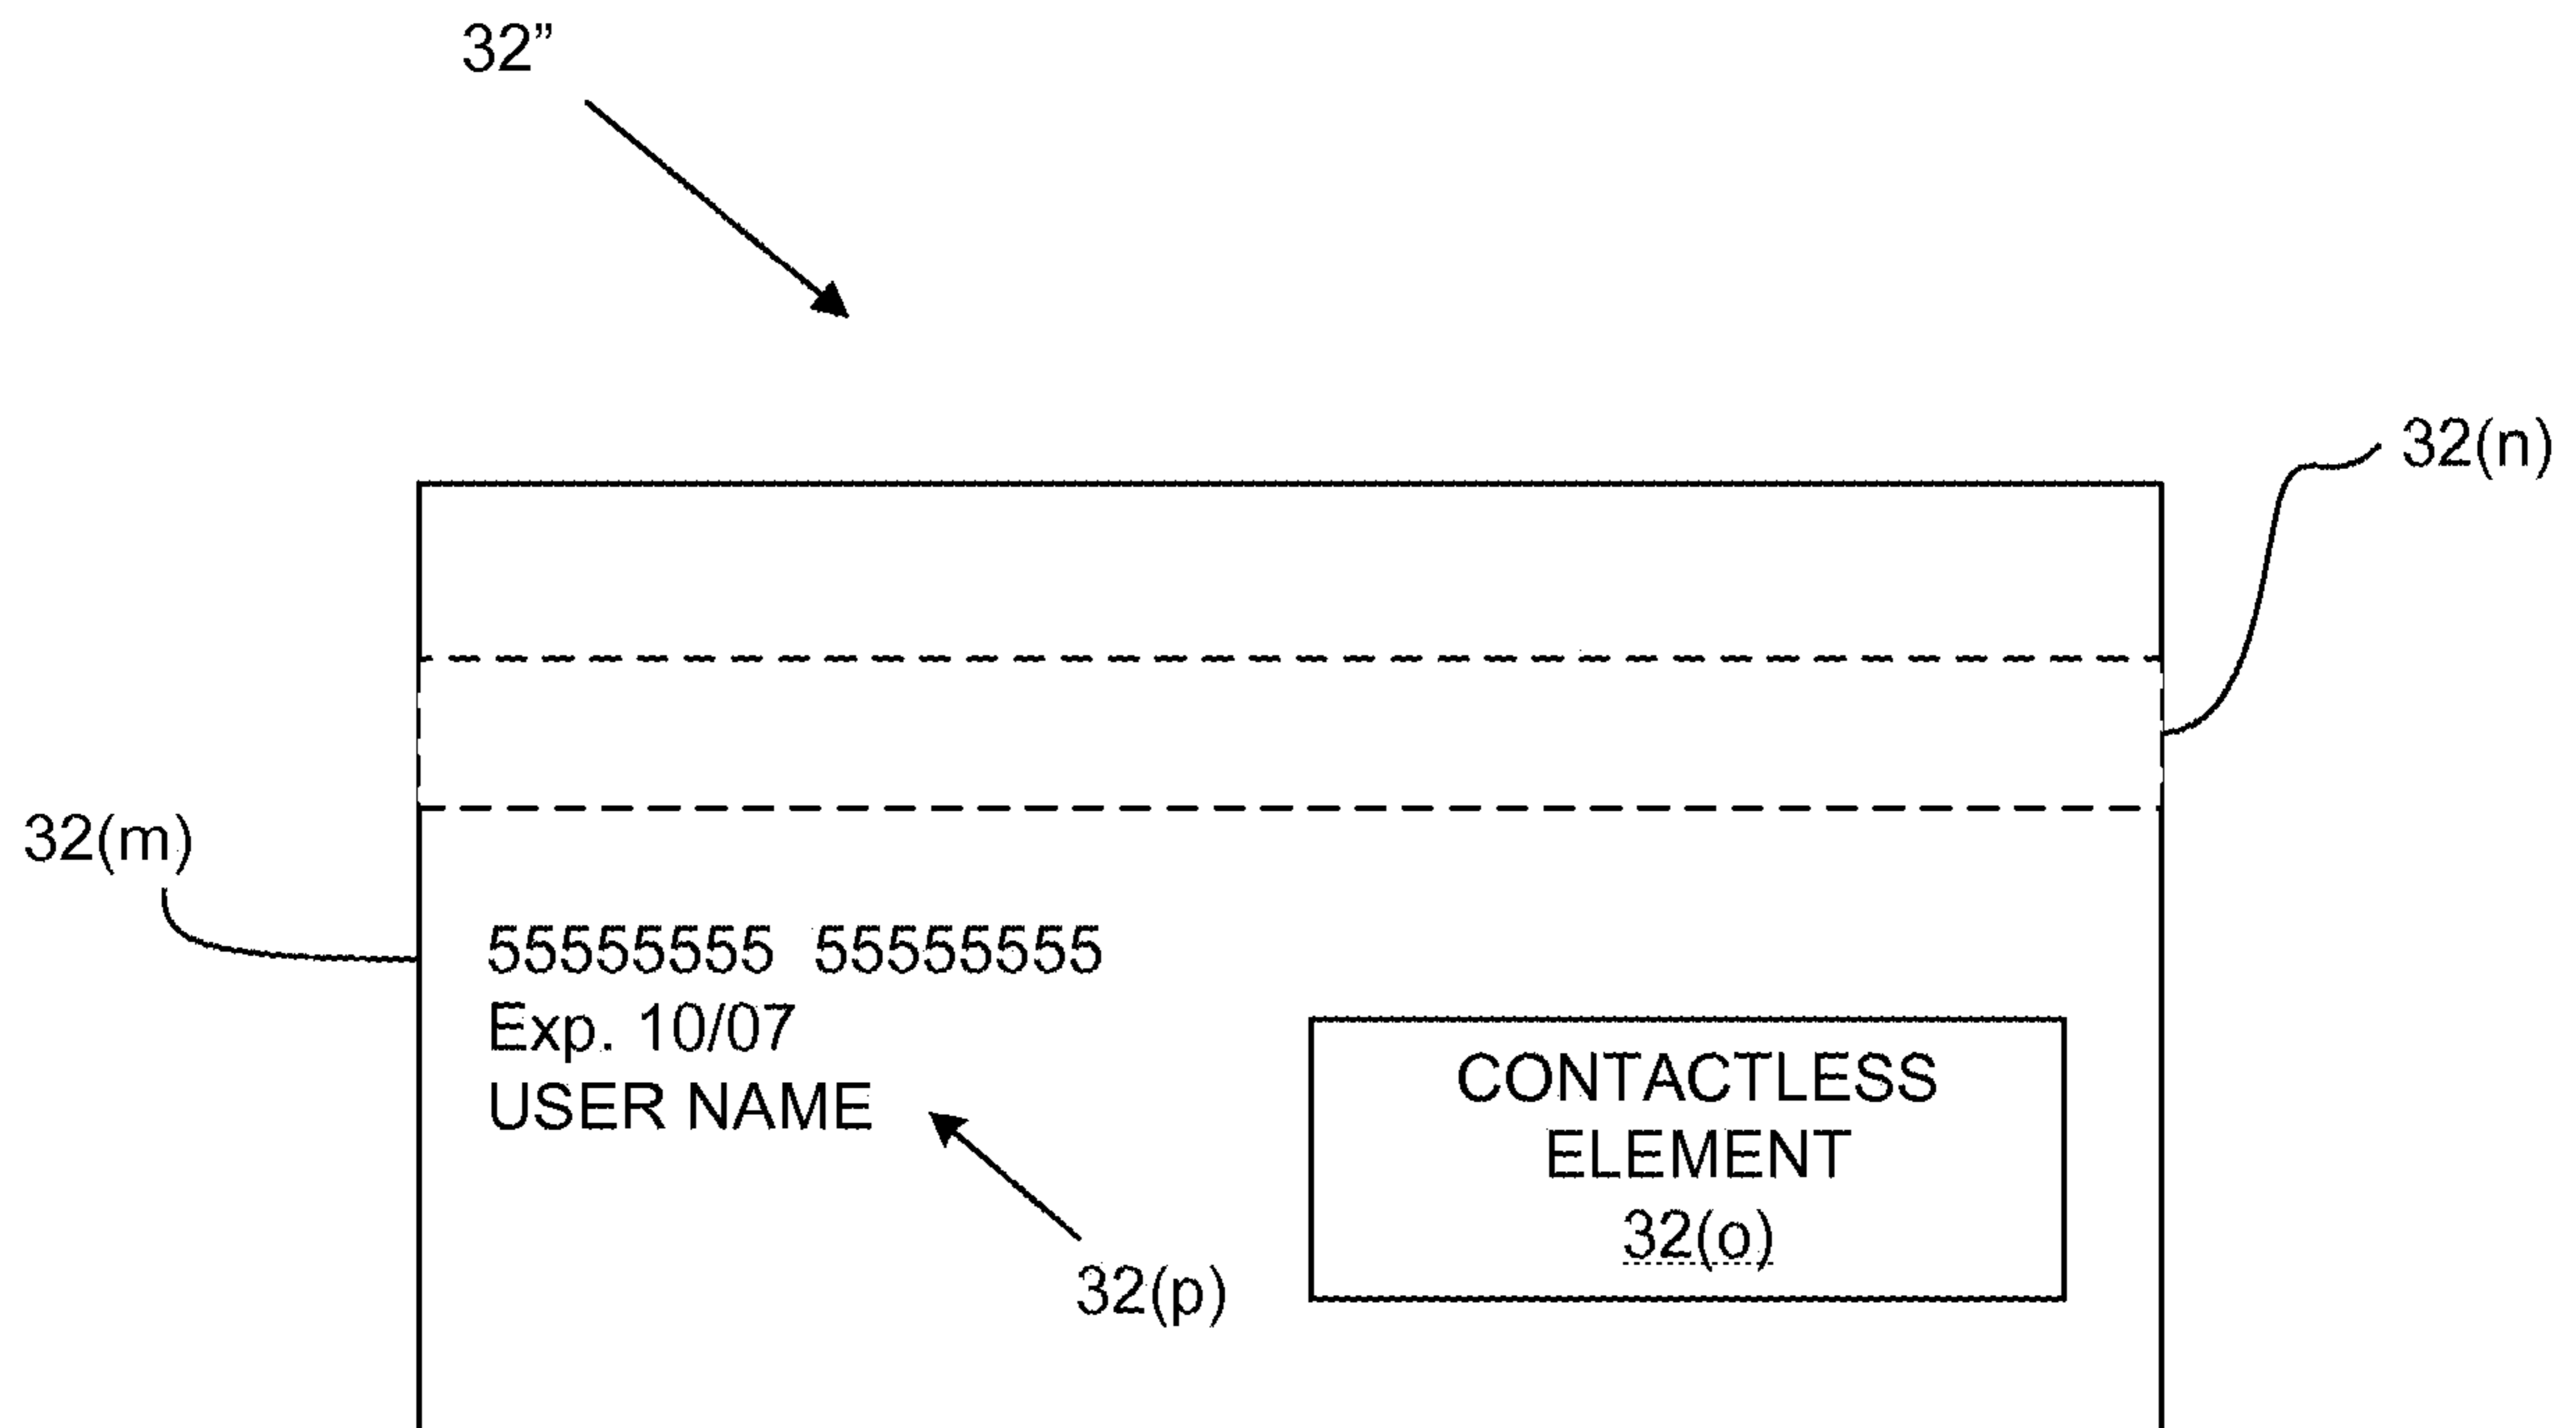 32”
32(n)
32(m)
55555555 55555555
Exp. 10/07
USER NAME
CONTACTLESS
ELEMENT
32(o)
32(p)